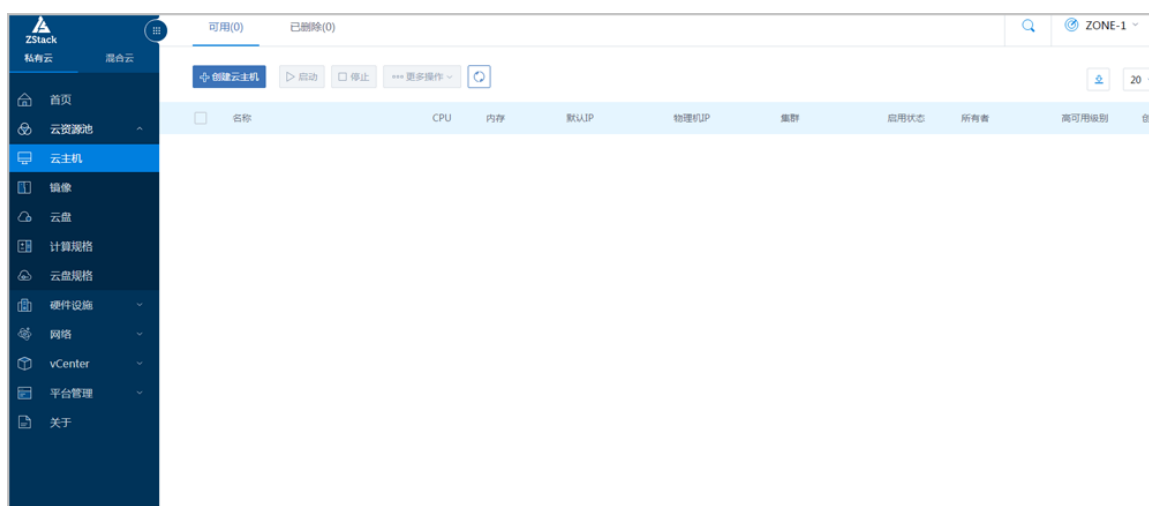 ZStack
私有云 混合云
首页
云资源池
云主机
镜像
云盘
计算规格
云盘规格
硬件设施
网络
vCenter
平台管理
关于
可用(0) 已删除(0) ZONE-1
创建云主机 启动 停止 更多操作 20
名称 CPU 内存 默认IP 物理机IP 集群 启用状态 所有者 高可用级别